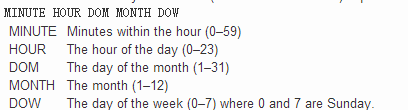 MINUTE HOUR DOM MONTH DOW
MINUTE Minutes within the hour (0–59)
HOUR The hour of the day (0–23)
DOM The day of the month (1–31)
MONTH The month (1–12)
DOW The day of the week (0–7) where 0 and 7 are Sunday.